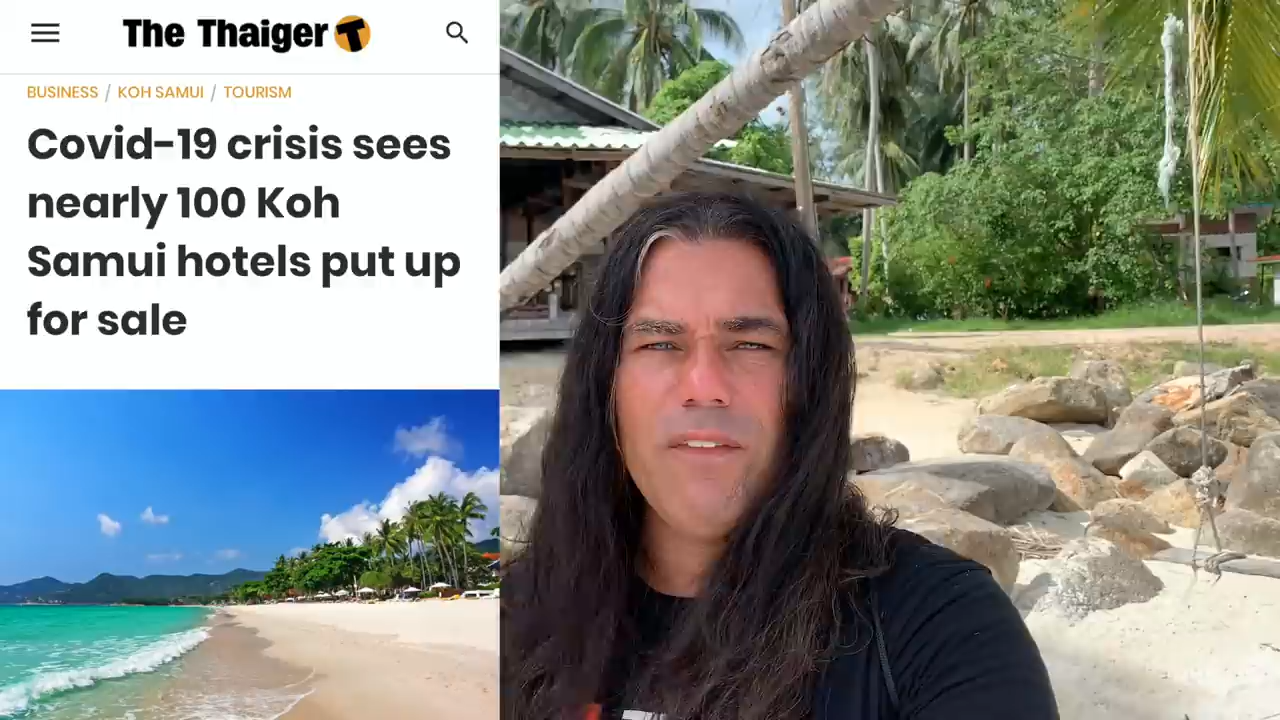 The Thaiger T
BUSINESS / KOH SAMUI / TOURISM
Covid-19 crisis sees
nearly 100 Koh
Samui hotels put up
for sale